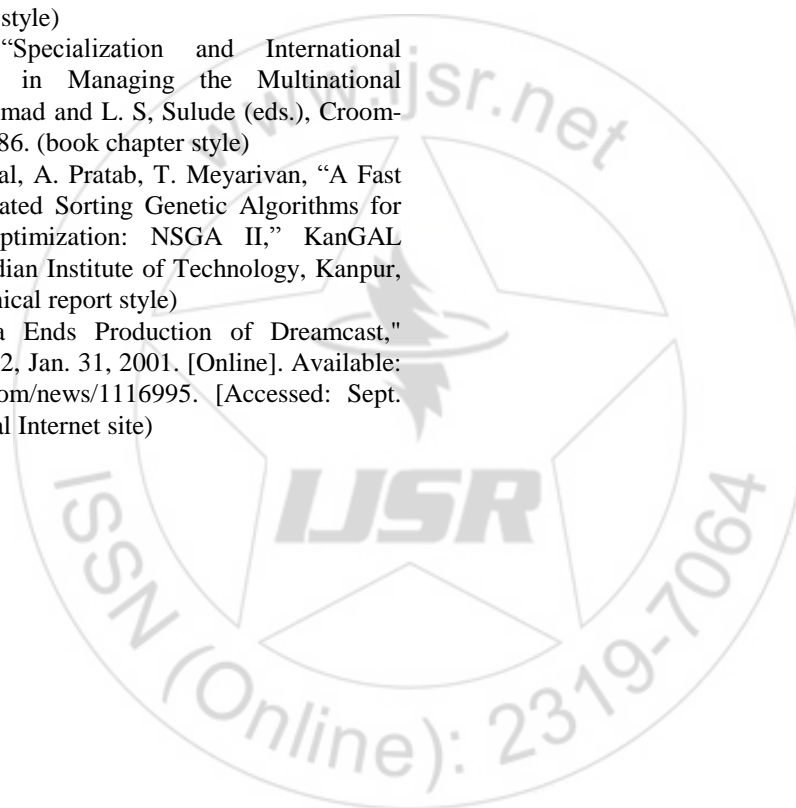 style)
“Specialization and International
in Managing the Multinational
mad and L. S, Sulude (eds.), Croom-
86. (book chapter style)
al, A. Pratab, T. Meyarivan, “A Fast
ated Sorting Genetic Algorithms for
ptimization: NSGA II,” KanGAL
dian Institute of Technology, Kanpur,
nical report style)
a Ends Production of Dreamcast,"
2, Jan. 31, 2001. [Online]. Available:
om/news/1116995. [Accessed: Sept.
al Internet site)
www.ijsr.net
IJSR
ISSN (Online): 2319-7064